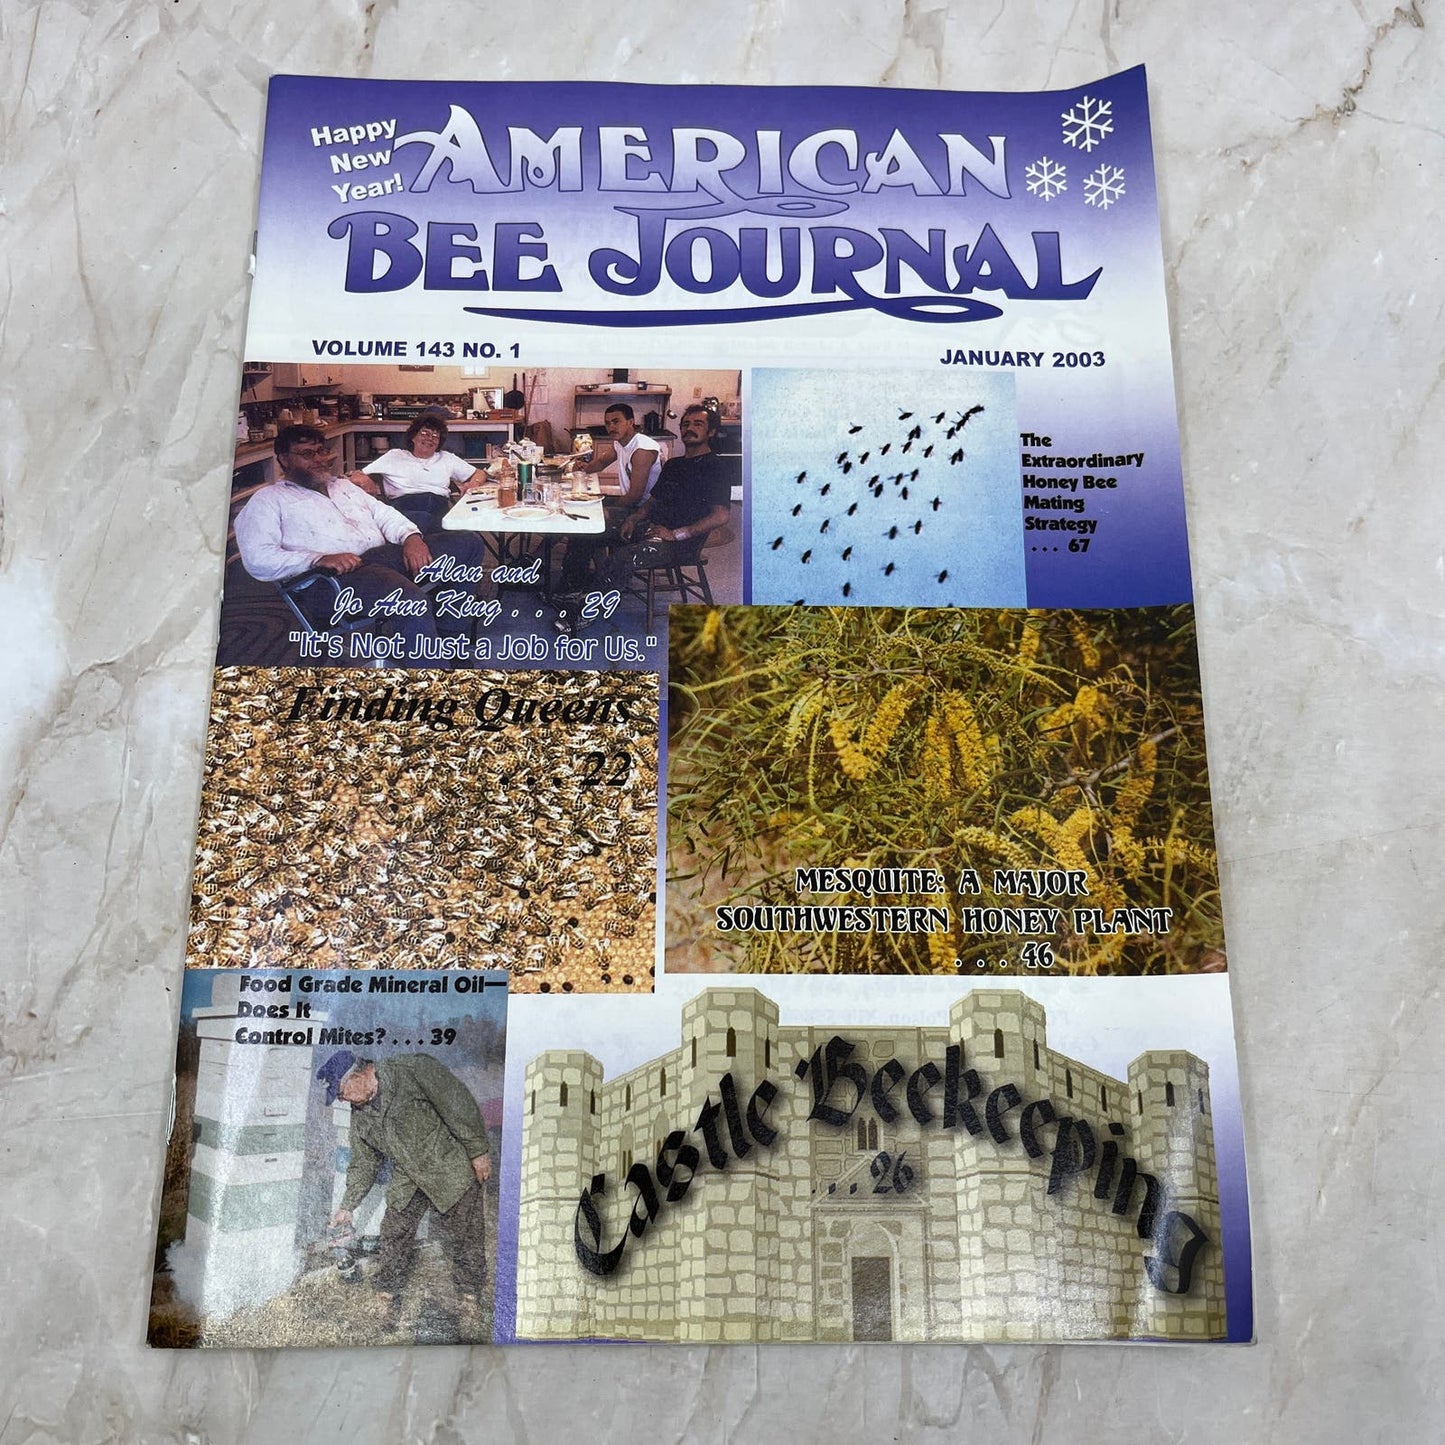 Happy
New
Year!
AMERICAN
BEE JOURNAL
VOLUME 143 NO. 1
JANUARY 2003
The
Extraordinary
Honey Bee
Mating
Strategy
. . . 67
Alan and
Jo Ann King . . . 29
"It's Not Just a Job for Us."
Finding Queens
. . . 22
MESQUITE: A MAJOR
SOUTHWESTERN HONEY PLANT
. . . 46
Food Grade Mineral Oil—
Does It
Control Mites? . . . 39
Castle Beekeeping
. . . 26